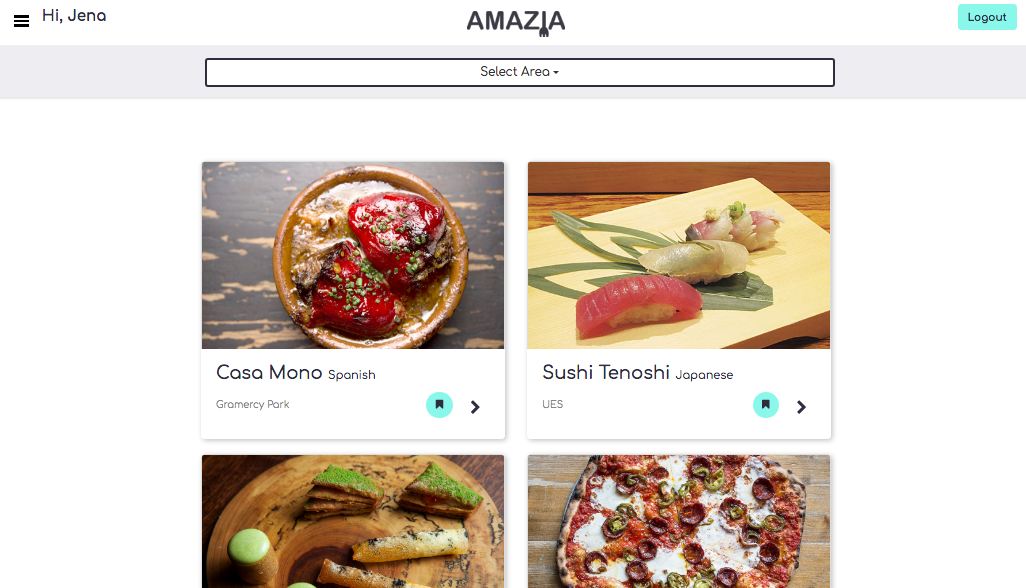 Hi, Jena
AMAZIA
Logout
Select Area
Casa Mono Spanish
Gramercy Park
Sushi Tenoshi Japanese
UES